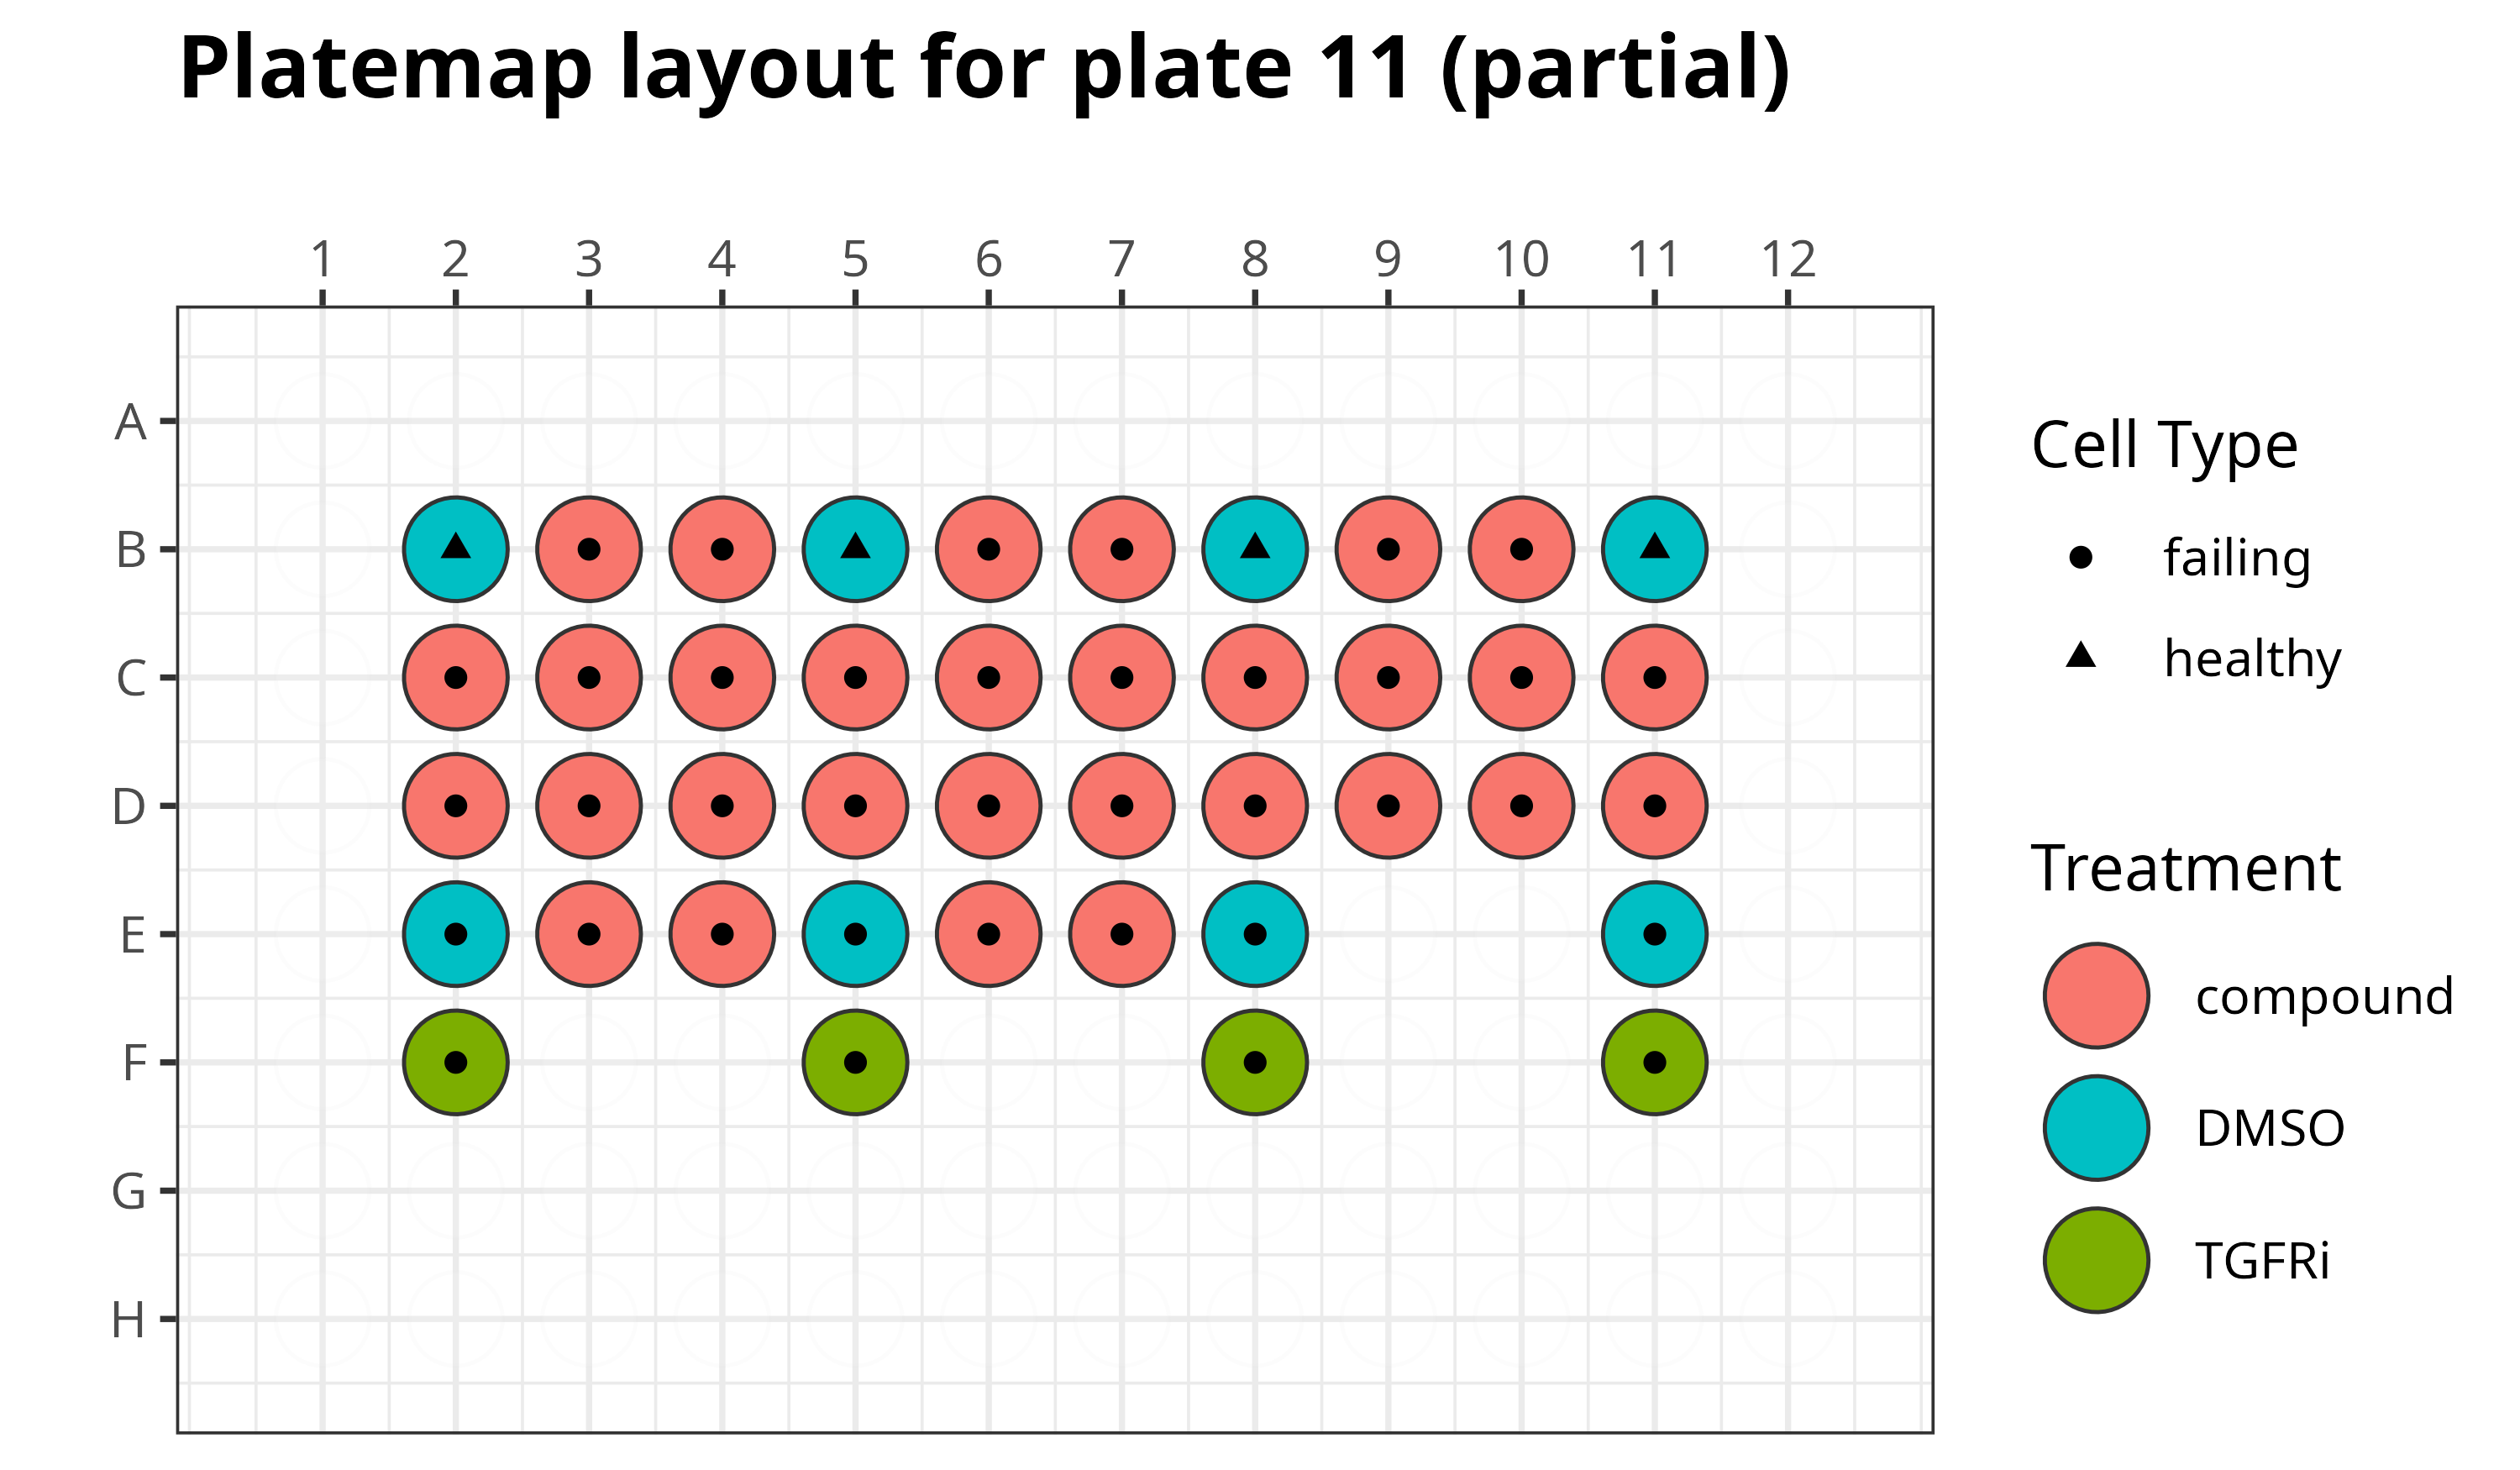 Platemap layout for plate 11 (partial)
1 2 3 4 5 6 7 8 9 10 11 12
A
B
C
D
E
F
G
H
Cell Type
failing
healthy
Treatment
compound
DMSO
TGFRi